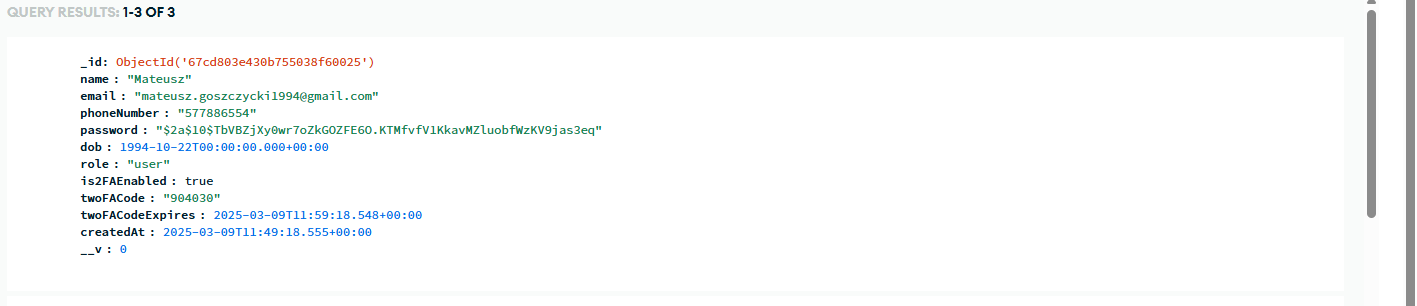 QUERY RESULTS: 1-3 OF 3
_id: ObjectId('67cd803e430b755038f60025')
name : "Mateusz"
email : "mateusz.goszczycki1994@gmail.com"
phoneNumber : "577886554"
password : "$2a$10$TbVBZjXy0wr7oZkGOZFE6O.KTMfvfV1KkavMZluobfWzKV9jas3eq"
dob : 1994-10-22T00:00:00.000+00:00
role : "user"
is2FAEnabled : true
twoFACode : "904030"
twoFACodeExpires : 2025-03-09T11:59:18.548+00:00
createdAt : 2025-03-09T11:49:18.555+00:00
__v : 0